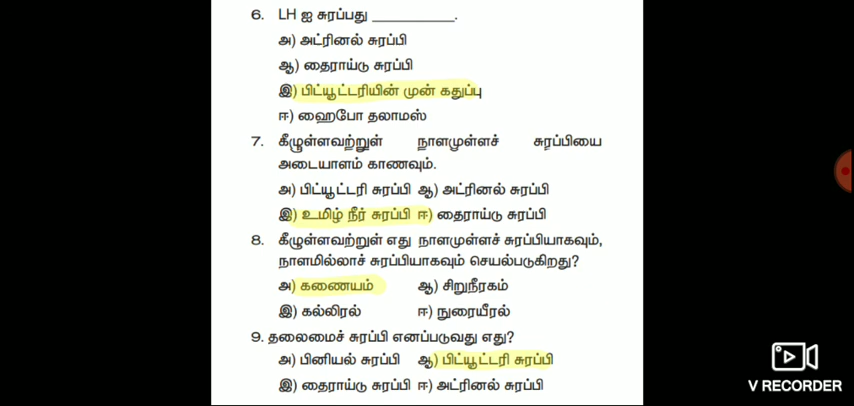 6. LH ஐ சுரப்பது ___________.
அ) அட்ரினல் சுரப்பி
ஆ) தைராய்டு சுரப்பி
இ) பிட்யூட்டரியின் முன் கதுப்பு
ஈ) ஹைபோ தலாமஸ்
7. கீழுள்ளவற்றுள் நாளமுள்ளச் சுரப்பியை
அடையாளம் காணவும்.
அ) பிட்யூட்டரி சுரப்பி ஆ) அட்ரினல் சுரப்பி
இ) உமிழ் நீர் சுரப்பி ஈ) தைராய்டு சுரப்பி
8. கீழுள்ளவற்றுள் எது நாளமுள்ளச் சுரப்பியாகவும்,
நாளமில்லாச் சுரப்பியாகவும் செயல்படுகிறது?
அ) கணையம் ஆ) சிறுநீரகம்
இ) கல்லிரல் ஈ) நுரையீரல்
9. தலைமைச் சுரப்பி எனப்படுவது எது?
அ) பினியல் சுரப்பி ஆ) பிட்யூட்டரி சுரப்பி
இ) தைராய்டு சுரப்பி ஈ) அட்ரினல் சுரப்பி
V RECORDER